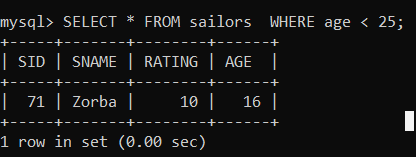 mysql> SELECT * FROM sailors  WHERE age < 25;
+-----+-------+--------+------+
| SID | SNAME | RATING | AGE  |
+-----+-------+--------+------+
|  71 | Zorba |     10 |   16 |
+-----+-------+--------+------+
1 row in set (0.00 sec)